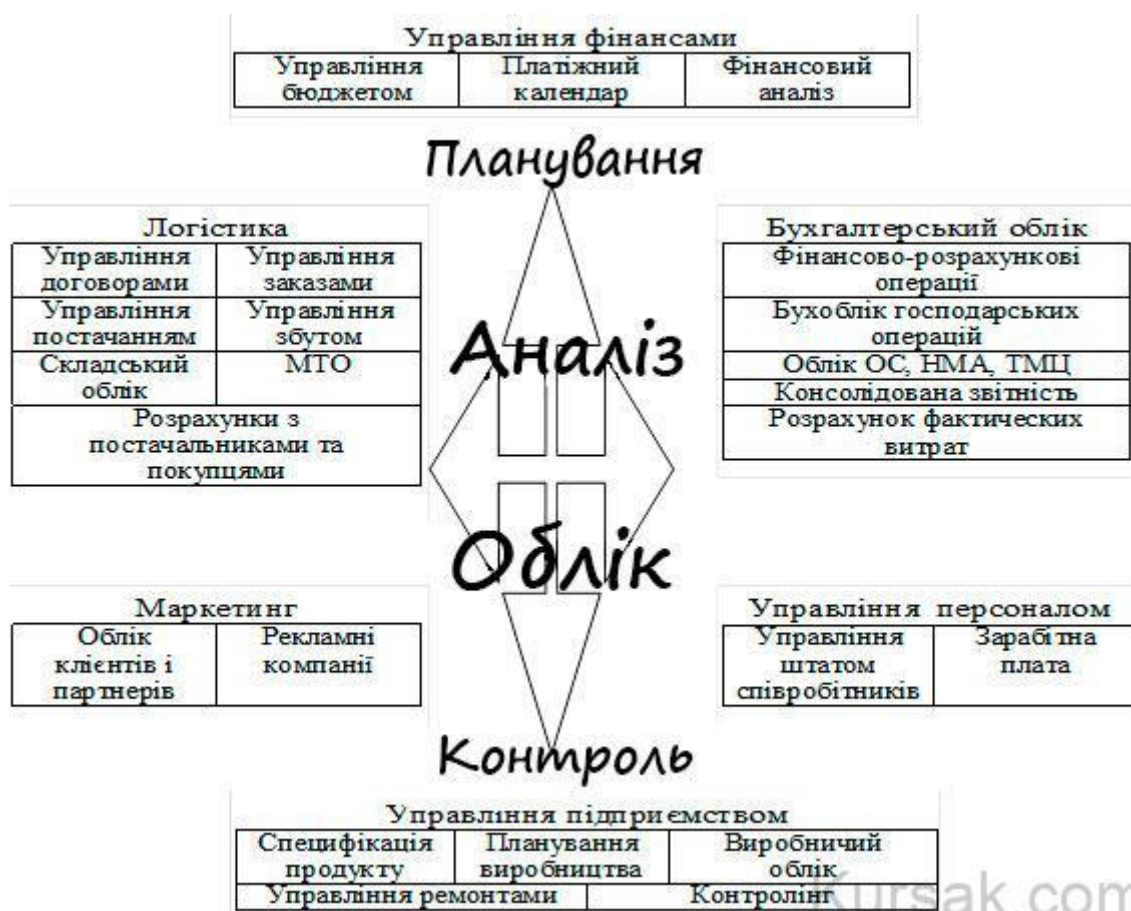 Управління фінансами
Управління бюджетом
Платіжний календар
Фінансовий аналіз
Планування
Логістика
Управління договорами
Управління заказами
Управління постачанням
Управління збутом
Складський облік
МТО
Розрахунки з
постачальниками та
покупцями
Бухгалтерський облік
Фінансово-розрахункові
операції
Бухоблік господарських
операцій
Облік ОС, НМА, ТМЦ
Консолідована звітність
Розрахунок фактичних
витрат
Аналіз
Облік
Маркетинг
Облік
клієнтів і
партнерів
Рекламні
компанії
Управління персоналом
Управління
штатом
співробітників
Зарабітна
плата
Контроль
Управління підприємством
Специфікація
продукту
Планування
виробництва
Виробничий
облік
Управління ремонтами
Контролінг
Kursak.com